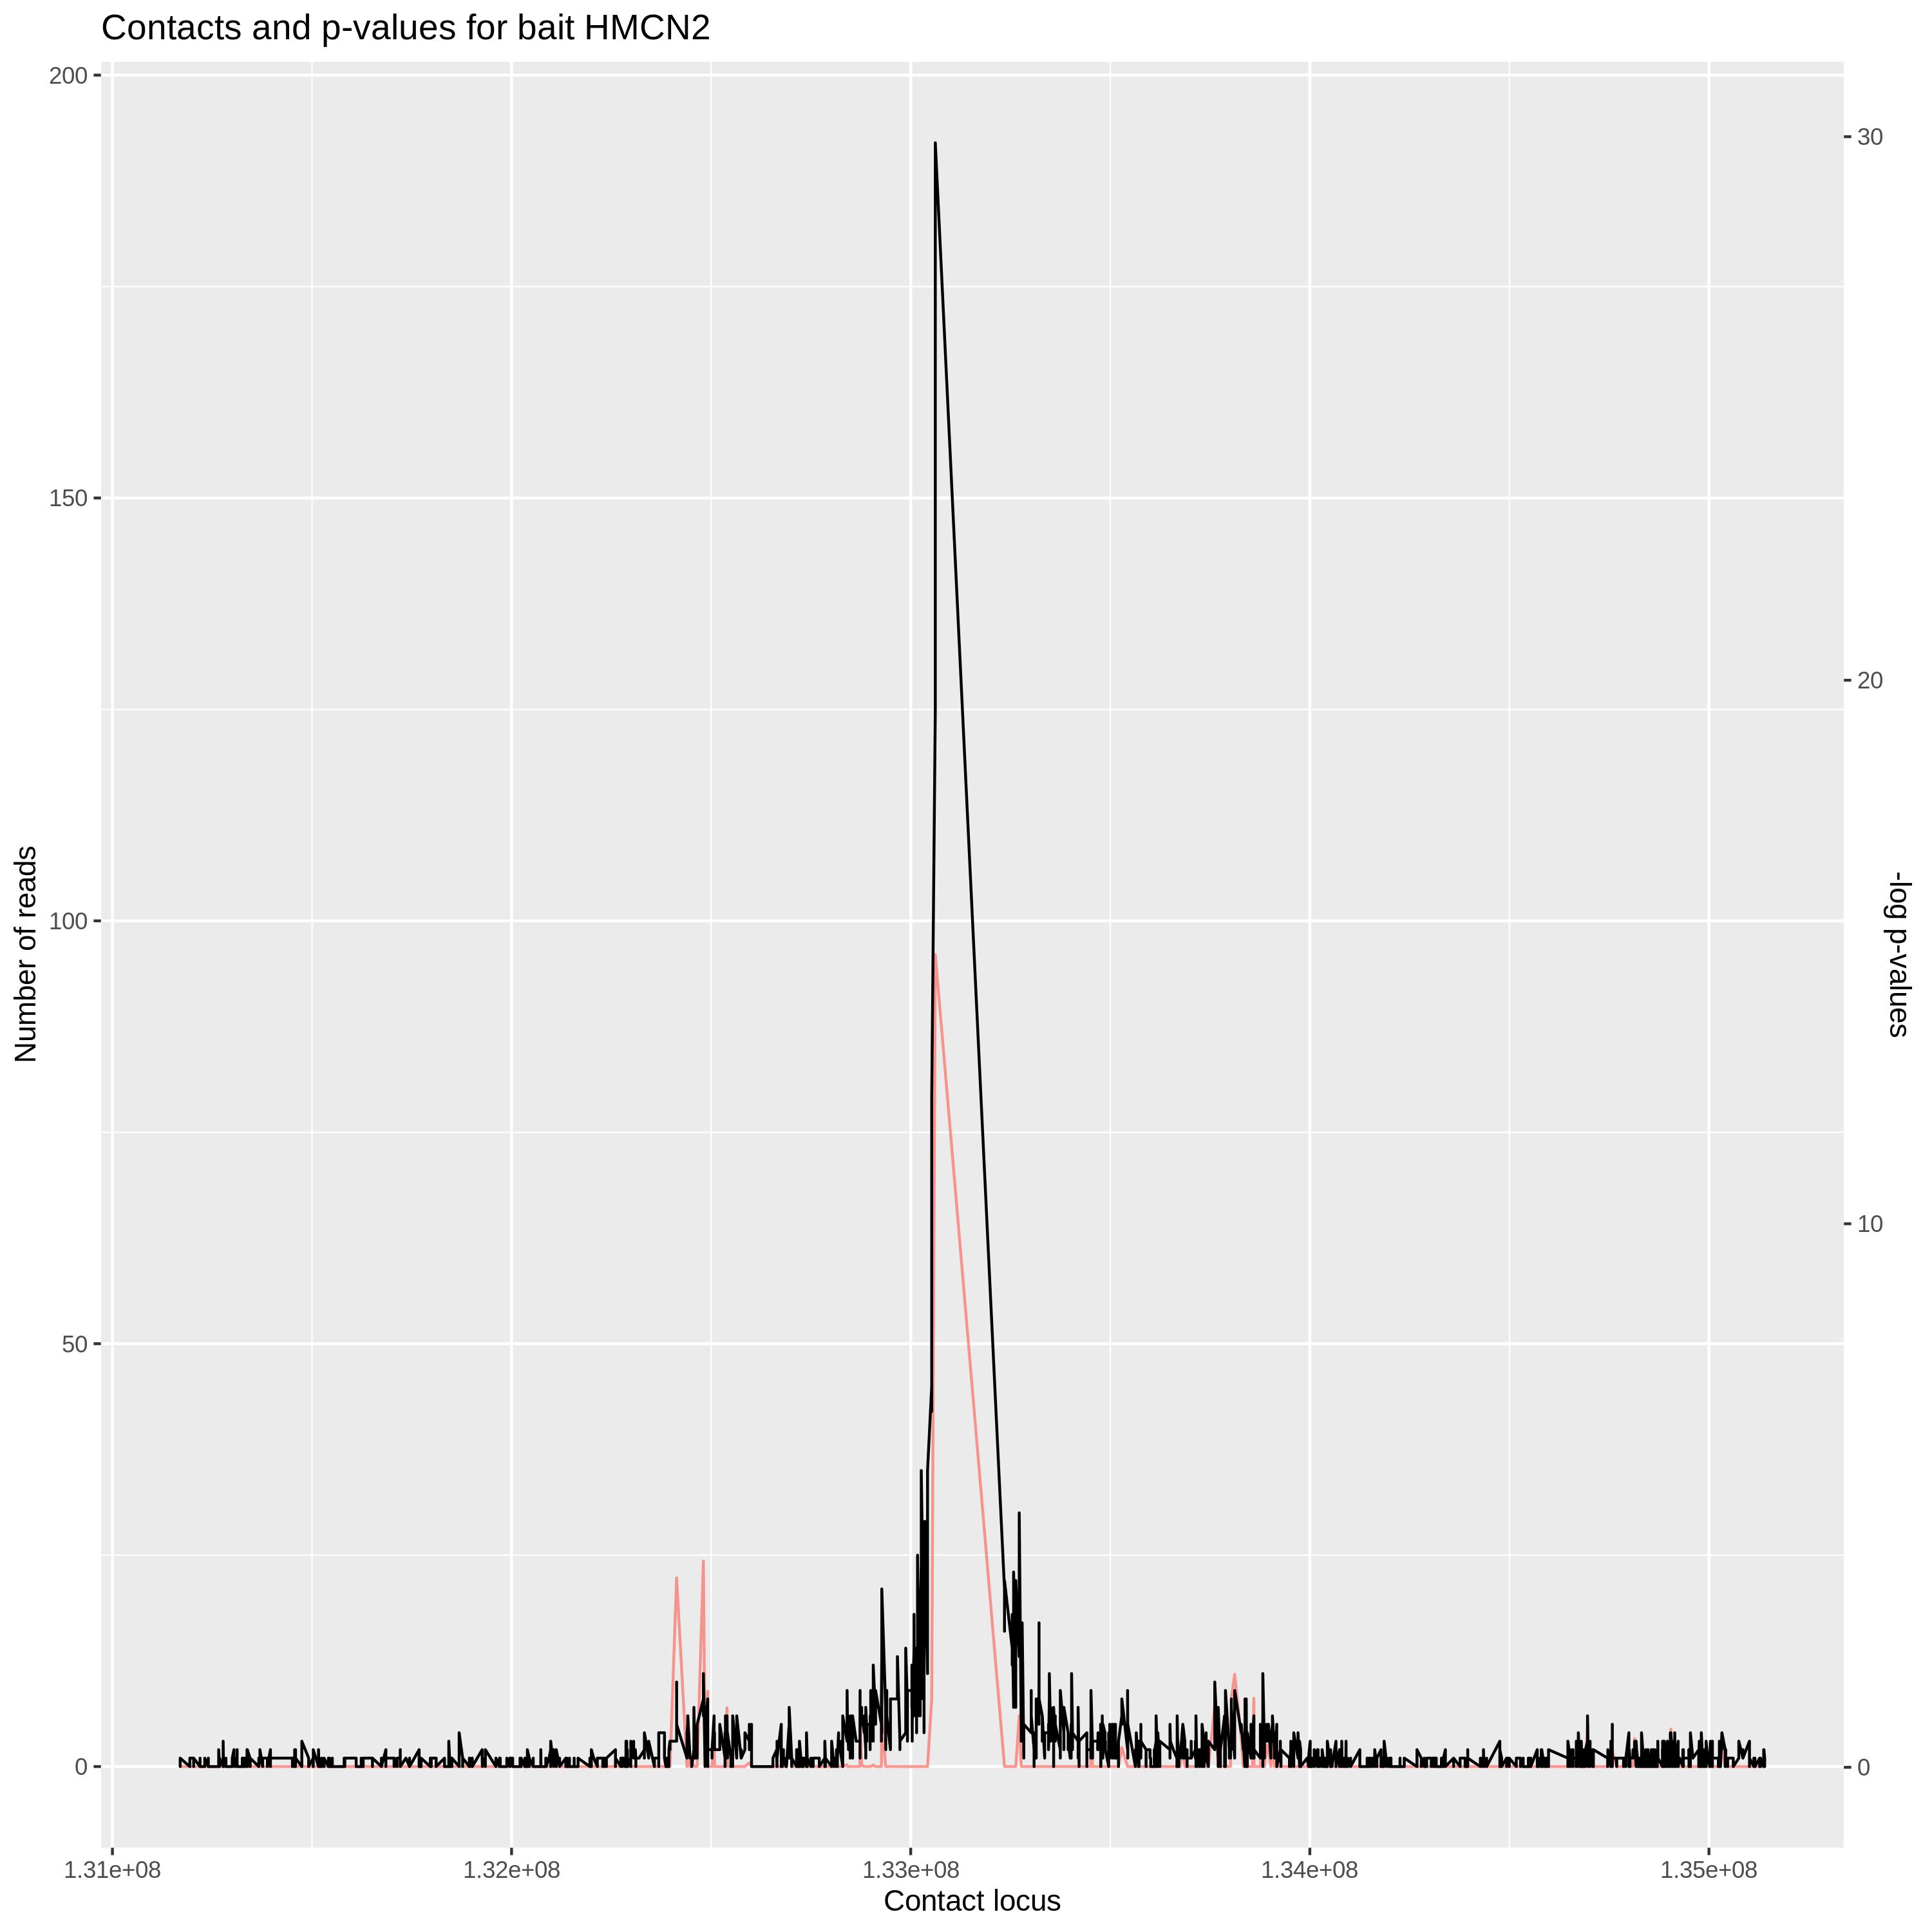 Contacts and p-values for bait HMCN2
200
150
100
50
0
Number of reads
30
20
10
0
-log p-values
1.31e+08 1.32e+08 1.33e+08 1.34e+08 1.35e+08
Contact locus